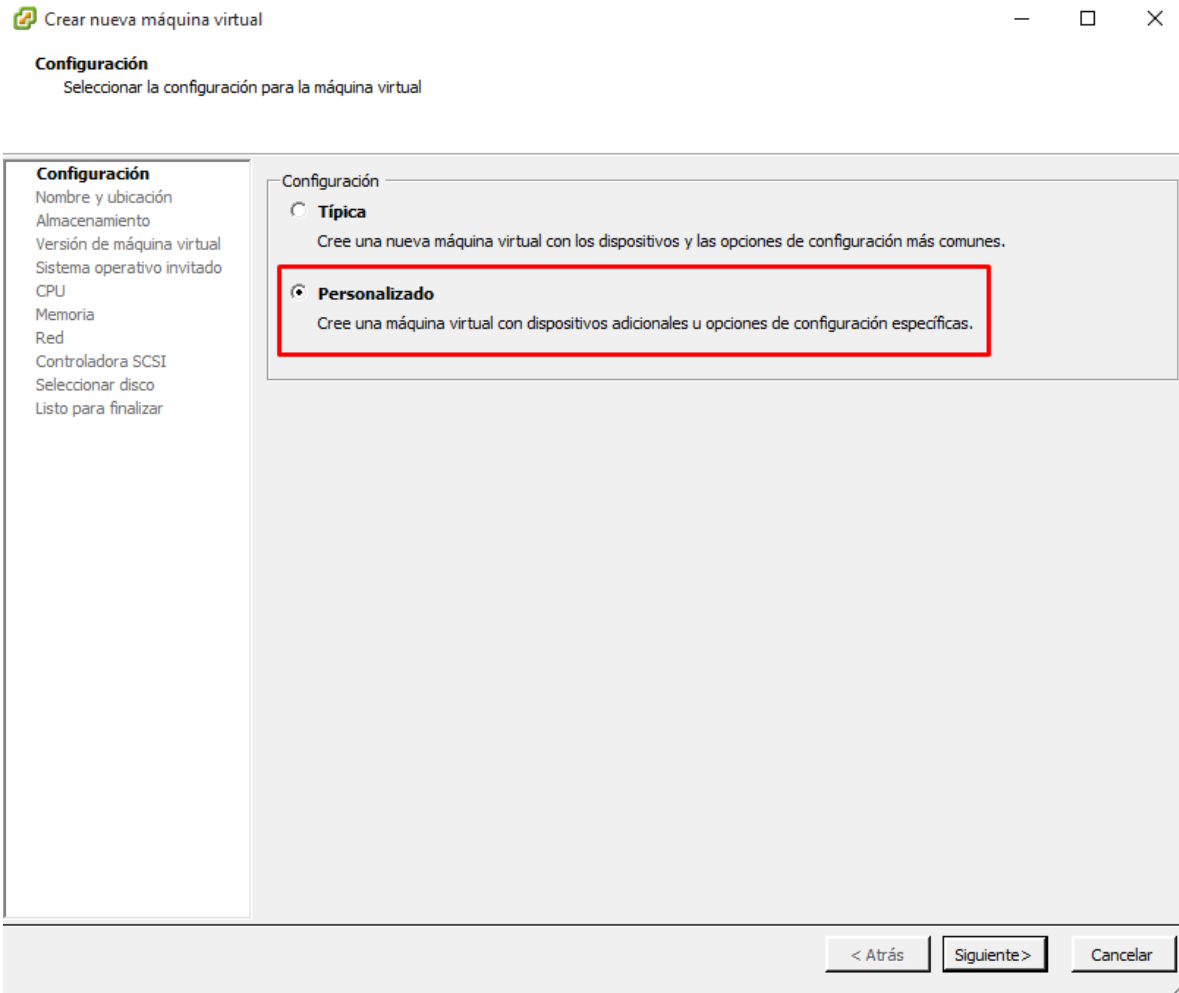 Crear nueva máquina virtual
Configuración
Seleccionar la configuración para la máquina virtual
Configuración
Nombre y ubicación
Almacenamiento
Versión de máquina virtual
Sistema operativo invitado
CPU
Memoria
Red
Controladora SCSI
Seleccionar disco
Listo para finalizar
Configuración
Típica
Cree una nueva máquina virtual con los dispositivos y las opciones de configuración más comunes.
Personalizado
Cree una máquina virtual con dispositivos adicionales u opciones de configuración específicas.
< Atrás
Siguiente>
Cancelar